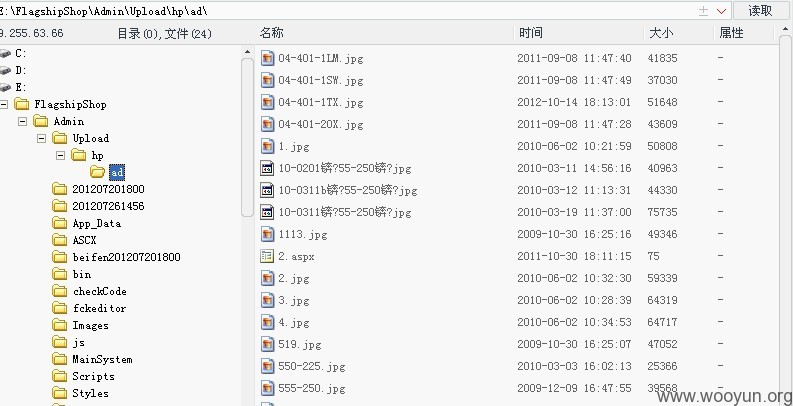 E:\FlagshipShop\Admin\Upload\hp\ad\ 读取
9.255.63.66 目录(0),文件(24) 名称 时间 大小 属性
C:
D:
E:
FlagshipShop
Admin
Upload
hp
ad
201207201800
201207261456
App_Data
ASCX
beifen201207201800
bin
checkCode
fckeditor
Images
js
MainSystem
Scripts
Styles
04-401-1LM.jpg 2011-09-08 11:47:40 41835 -
04-401-1SW.jpg 2011-09-08 11:47:49 37030 -
04-401-1TX.jpg 2012-10-14 18:13:01 51648 -
04-401-20X.jpg 2011-09-08 11:47:28 43609 -
1.jpg 2010-06-02 10:21:59 50808 -
10-0201锛?55-250锛?jpg 2010-03-11 14:56:16 40963 -
10-0311b锛?55-250锛?jpg 2010-03-12 11:13:31 44330 -
10-0311锛?55-250锛?jpg 2010-03-19 11:37:00 75735 -
1113.jpg 2009-10-30 16:25:16 49346 -
2.aspx 2011-10-30 18:11:15 75 -
2.jpg 2010-06-02 10:32:30 59339 -
3.jpg 2010-06-02 10:28:39 64319 -
4.jpg 2010-06-02 10:34:53 64717 -
519.jpg 2009-10-30 16:25:07 47052 -
550-225.jpg 2010-03-03 16:02:13 25366 -
555-250.jpg 2009-12-09 16:47:55 39568 -
www.wooyun.org